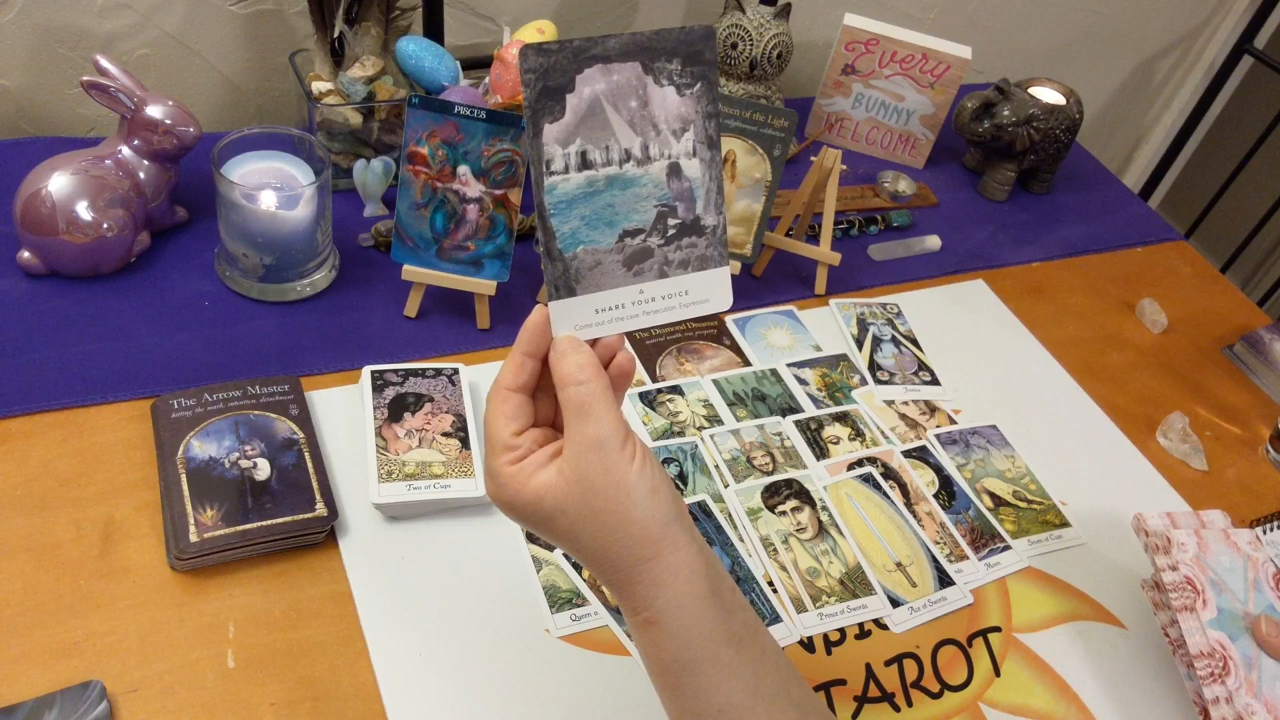 PISCES
Queen of the Light
Every
BUNNY
WELCOME
SHARE YOUR VOICE
Come out of the cave. Persecution. Expression.
The Diamond Dreamer
material wealth, true prosperity
Justice
The Arrow Master
hitting the mark, intention, detachment
Two of Cups
Seven of Cups
Moon
Queen o
Prince of Swords
Ace of Swords
TAROT